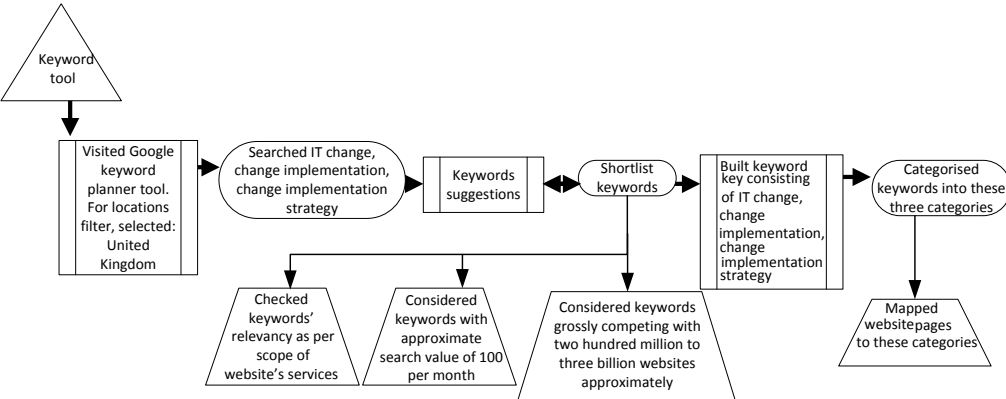 Keyword
tool
Visited Google
keyword
planner tool.
For locations
filter, selected:
United
Kingdom
Searched IT change,
change implementation,
change implementation
strategy
Keywords
suggestions
Shortlist
keywords
Built keyword
key consisting
of IT change,
change
implementation,
change
implementation
strategy
Categorised
keywords into these
three categories
Checked
keywords’
relevancy as per
scope of
website’s services
Considered
keywords with
approximate
search value of 100
per month
Considered keywords
grossly competing with
two hundred million to
three billion websites
approximately
Mapped
websitepages
to these categories